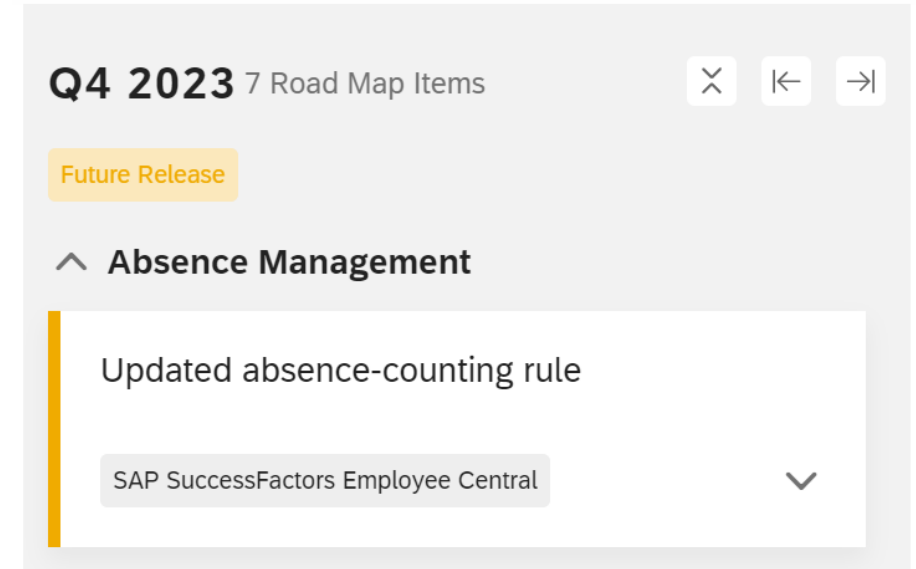 Q4 2023 7 Road Map Items
Future Release
Absence Management
Updated absence-counting rule
SAP SuccessFactors Employee Central